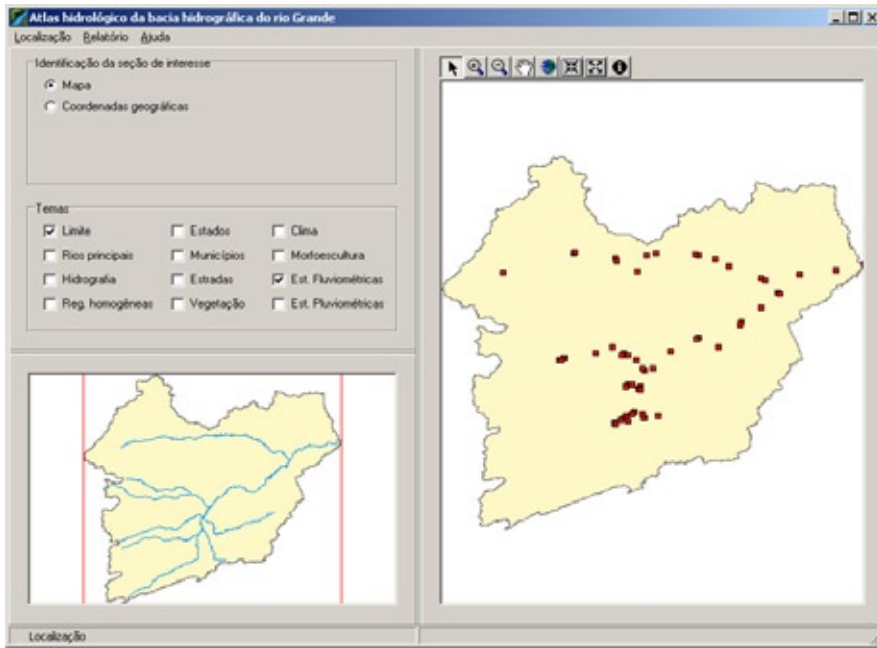 Atlas hidrológico da bacia hidrográfica do rio Grande
Localização Relatório Ajuda
Identificação da seção de interesse
Mapa
Coordenadas geográficas
Temas
Limite Estados Clima
Rios principais Municípios Morfoescultura
Hidrografia Estradas Est. Fluviométricas
Reg. homogêneas Vegetação Est. Pluviométricas
Localização